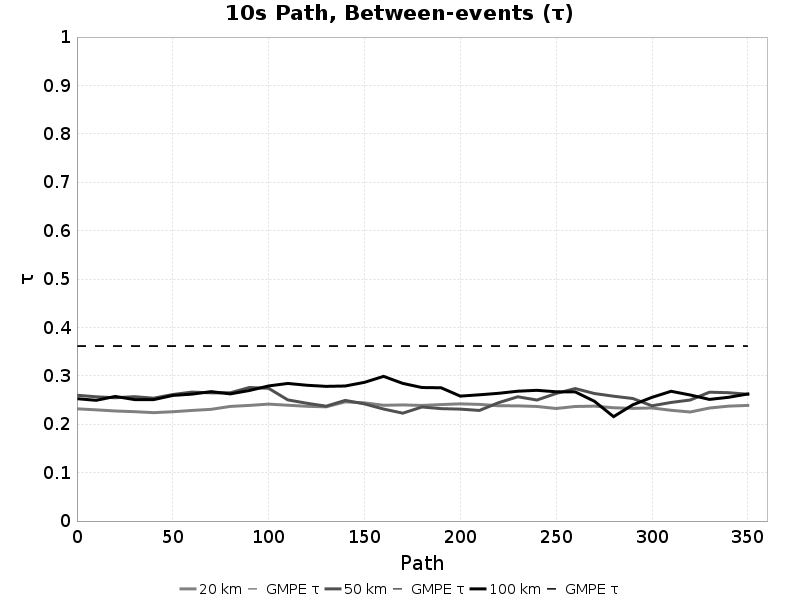 10s Path, Between-events (τ)
1
0.9
0.8
0.7
0.6
0.5
0.4
0.3
0.2
0.1
0
τ
0 50 100 150 200 250 300 350
Path
20 km GMPE τ 50 km GMPE τ 100 km GMPE τ